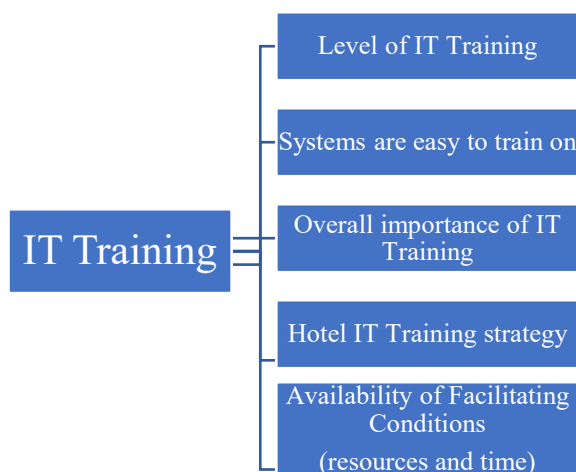 IT Training
Level of IT Training
Systems are easy to train on
Overall importance of IT
Training
Hotel IT Training strategy
Availability of Facilitating
Conditions
(resources and time)